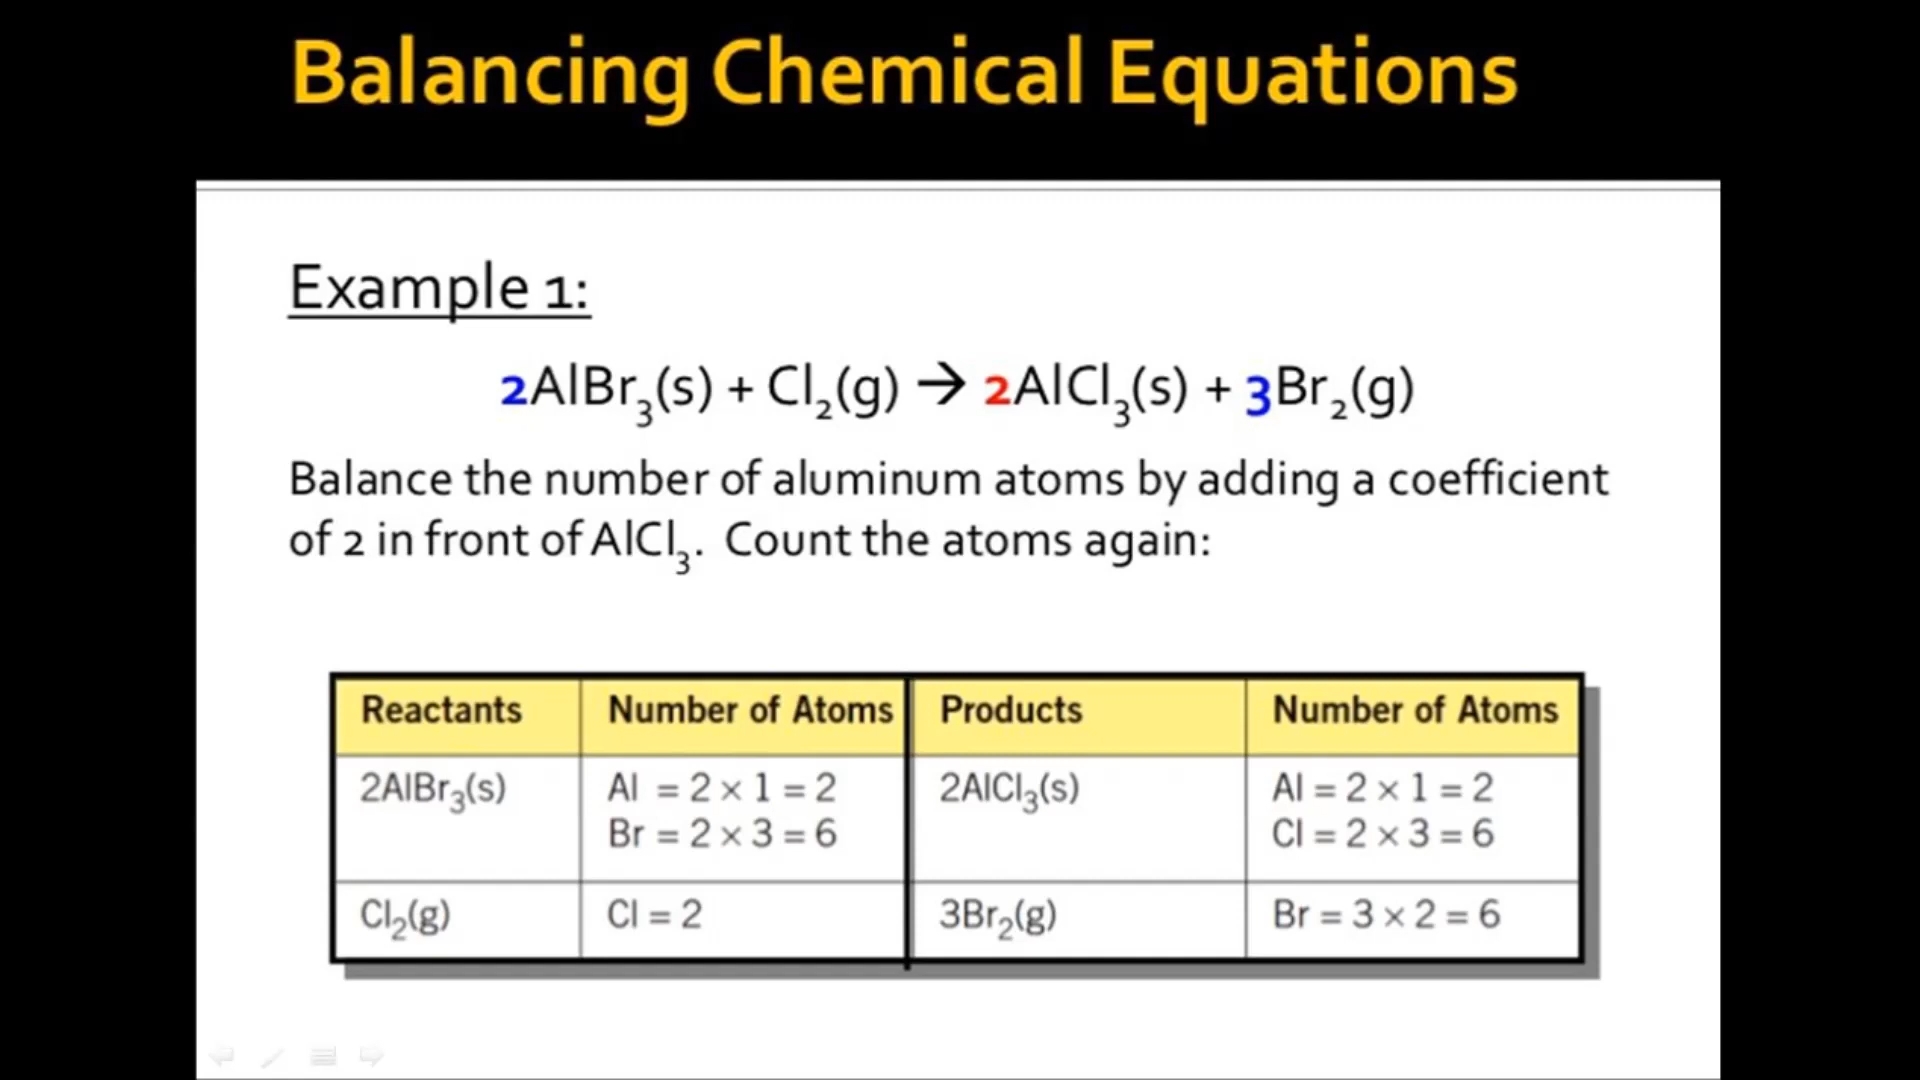 Balancing Chemical Equations
Example 1:
2AlBr₃(s) + Cl₂(g) → 2AlCl₃(s) + 3Br₂(g)
Balance the number of aluminum atoms by adding a coefficient
of 2 in front of AlCl₃. Count the atoms again:
Reactants Number of Atoms Products Number of Atoms
2AlBr₃(s) Al = 2 × 1 = 2 2AlCl₃(s) Al = 2 × 1 = 2
Br = 2 × 3 = 6 Cl = 2 × 3 = 6
Cl₂(g) Cl = 2 3Br₂(g) Br = 3 × 2 = 6